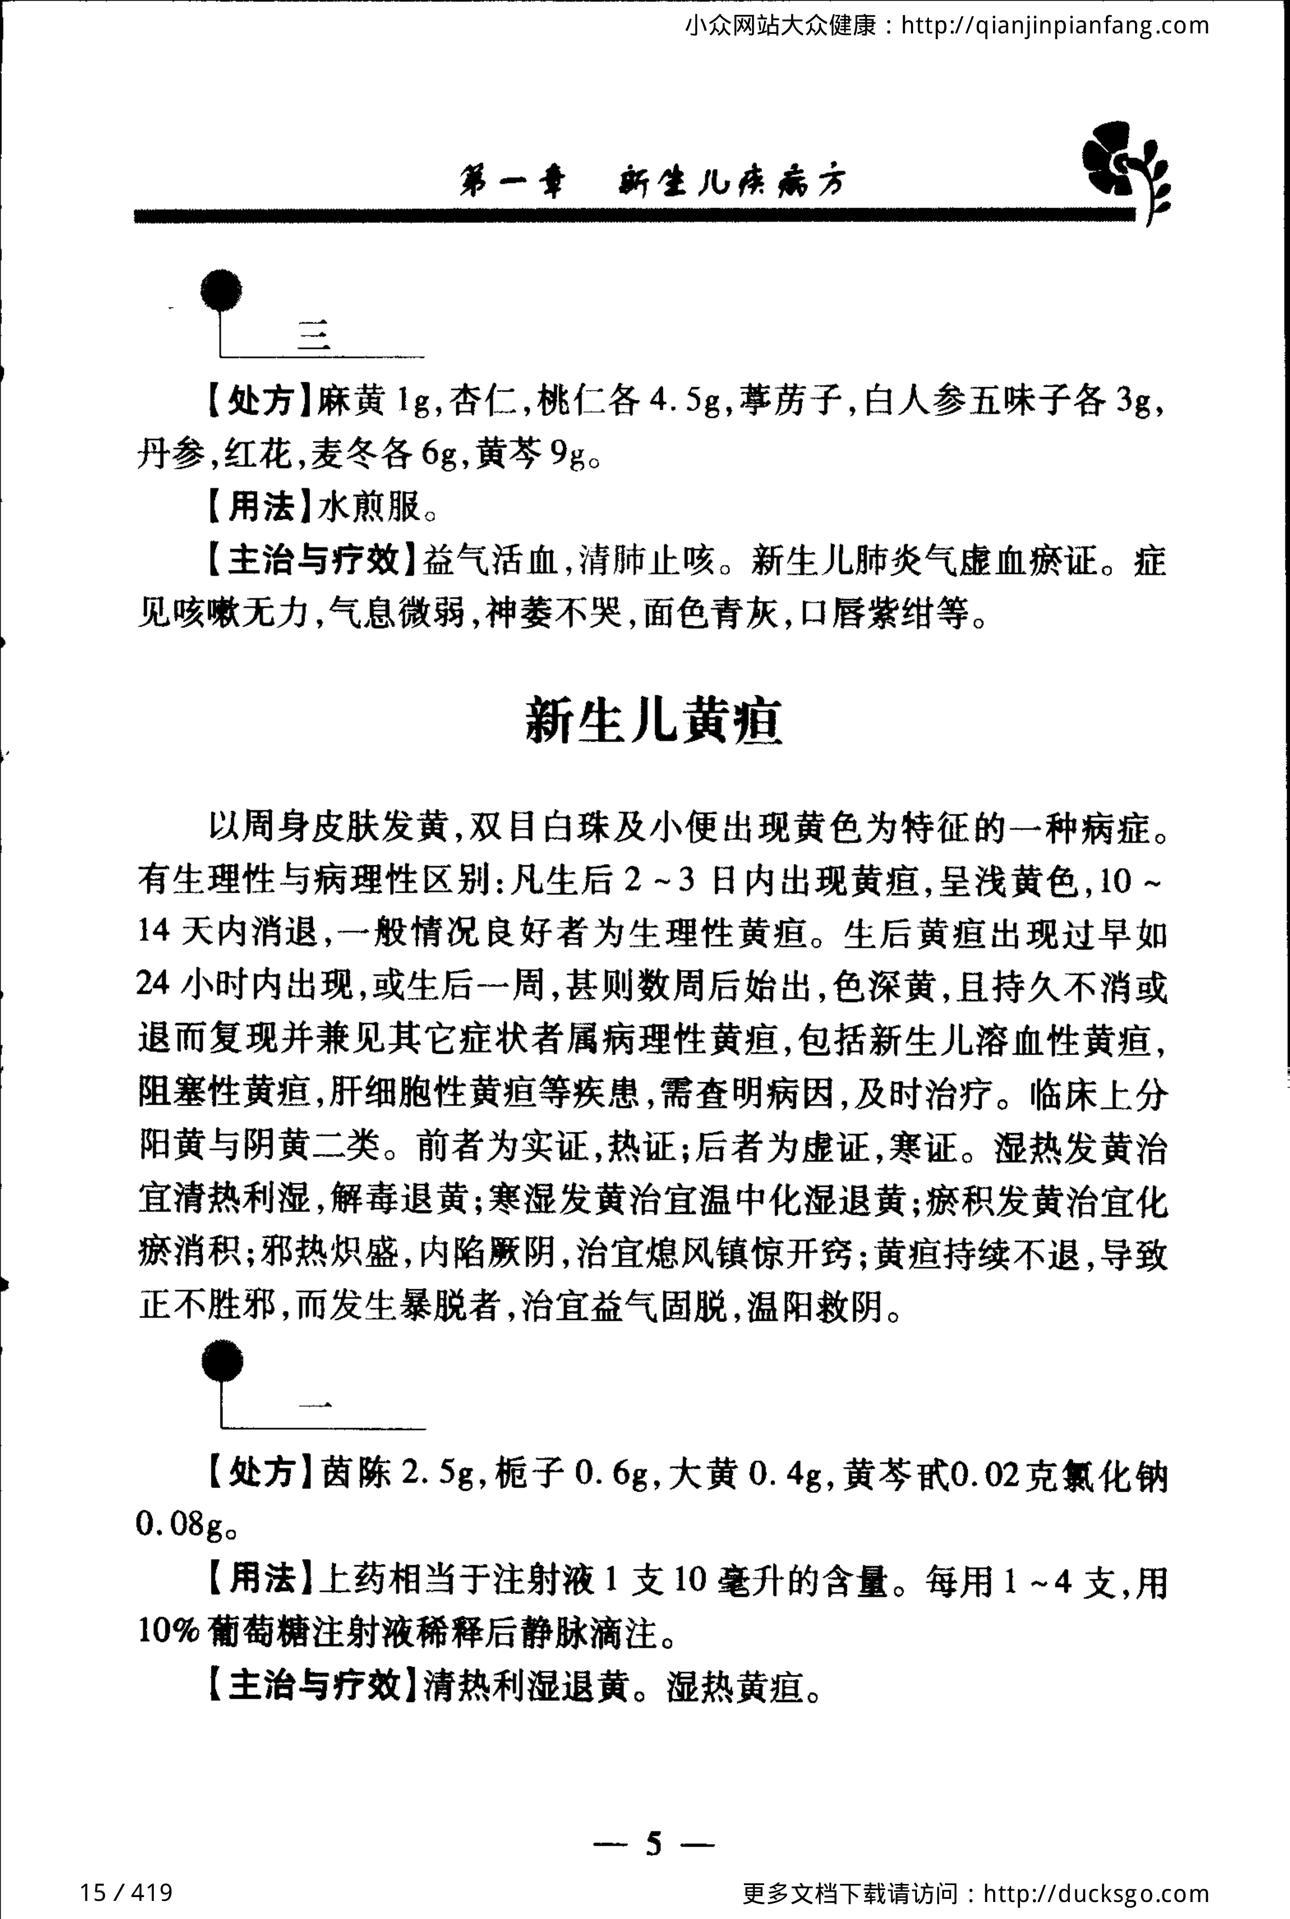 小众网站大众健康：http://qianjinpianfang.com
第一章 新生儿疾病方
三
【处方】麻黄1g,杏仁,桃仁各4.5g,葶苈子,白人参五味子各3g,
丹参,红花,麦冬各6g,黄芩9g。
【用法】水煎服。
【主治与疗效】益气活血,清肺止咳。新生儿肺炎气虚血瘀证。症
见咳嗽无力,气息微弱,神萎不哭,面色青灰,口唇紫绀等。
新生儿黄疸
以周身皮肤发黄,双目白珠及小便出现黄色为特征的一种病症。
有生理性与病理性区别:凡生后2~3日内出现黄疸,呈浅黄色,10~
14天内消退,一般情况良好者为生理性黄疸。生后黄疸出现过早如
24小时内出现,或生后一周,甚则数周后始出,色深黄,且持久不消或
退而复现并兼见其它症状者属病理性黄疸,包括新生儿溶血性黄疸,
阻塞性黄疸,肝细胞性黄疸等疾患,需查明病因,及时治疗。临床上分
阳黄与阴黄二类。前者为实证,热证;后者为虚证,寒证。湿热发黄治
宜清热利湿,解毒退黄;寒湿发黄治宜温中化湿退黄;瘀积发黄治宜化
瘀消积;邪热炽盛,内陷厥阴,治宜熄风镇惊开窍;黄疸持续不退,导致
正不胜邪,而发生暴脱者,治宜益气固脱,温阳救阴。
一
【处方】茵陈2.5g,栀子0.6g,大黄0.4g,黄芩甙0.02克氯化钠
0.08g。
【用法】上药相当于注射液1支10毫升的含量。每用1~4支,用
10%葡萄糖注射液稀释后静脉滴注。
【主治与疗效】清热利湿退黄。湿热黄疸。
— 5 —
15 / 419
更多文档下载请访问：http://ducksgo.com